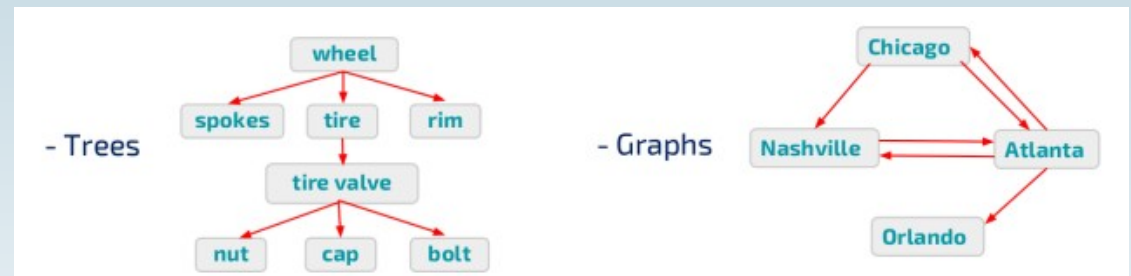 - Trees
wheel
spokes tire rim
tire valve
nut cap bolt
- Graphs
Chicago
Nashville Atlanta
Orlando